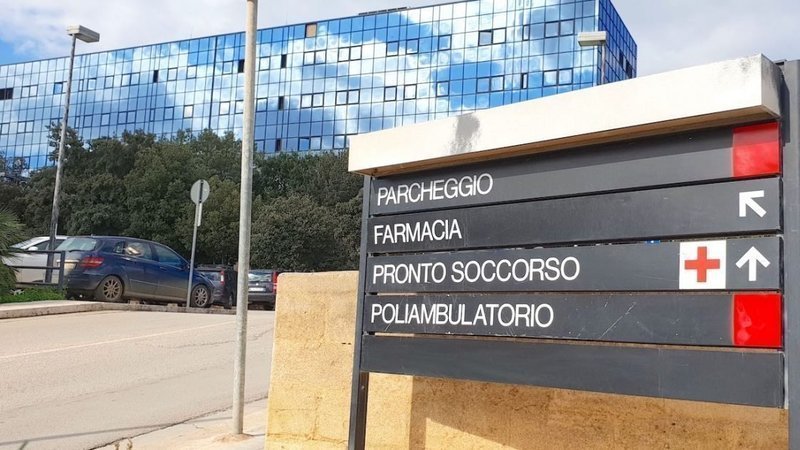 PARCHEGGIO
FARMACIA
PRONTO SOCCORSO
POLIAMBULATORIO